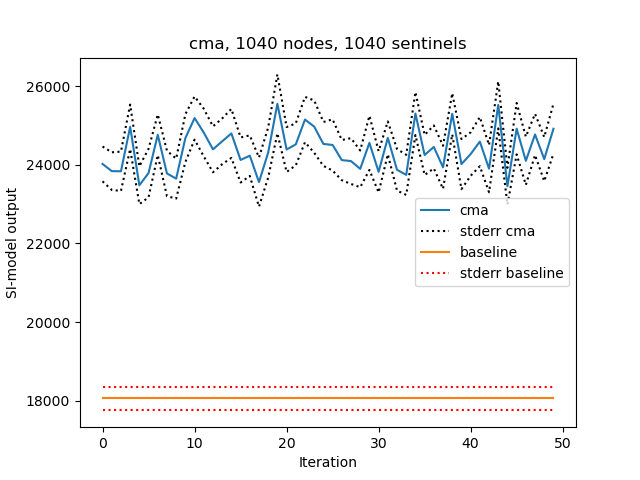 cma, 1040 nodes, 1040 sentinels
SI-model output
26000
24000
22000
20000
18000
cma
stderr cma
baseline
stderr baseline
0 10 20 30 40 50
Iteration